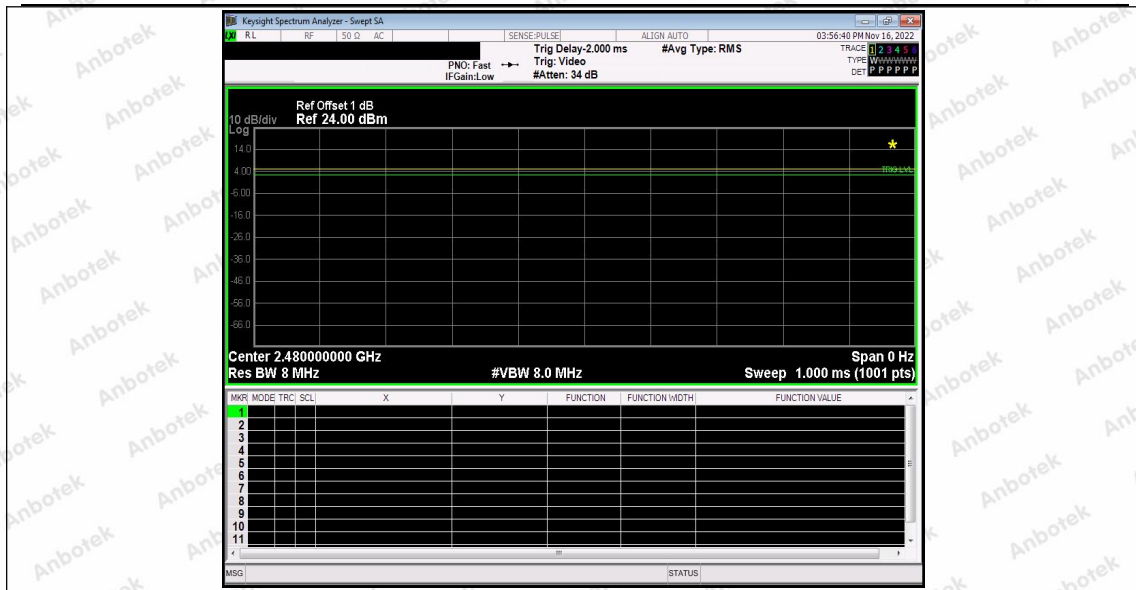 Keysight Spectrum Analyzer - Swept SA
RL RF 50 Ω AC SENSE:PULSE ALIGN AUTO 03:56:40 PM Nov 16, 2022
Trig Delay-2.000 ms #Avg Type: RMS TRACE 1 2 3 4 5 6
PNO: Fast Trig: Video TYPE W
IFGain:Low #Atten: 34 dB DET P P P P P P
Ref Offset 1 dB
10 dB/div Ref 24.00 dBm
Log
14.0
4.00
TRIG LVL
-6.00
-16.0
-26.0
-36.0
-46.0
-56.0
-66.0
Center 2.480000000 GHz Span 0 Hz
Res BW 8 MHz #VBW 8.0 MHz Sweep 1.000 ms (1001 pts)
MKR MODE TRC SCL X Y FUNCTION FUNCTION WIDTH FUNCTION VALUE
1
2
3
4
5
6
7
8
9
10
11
MSG STATUS
Anbotek